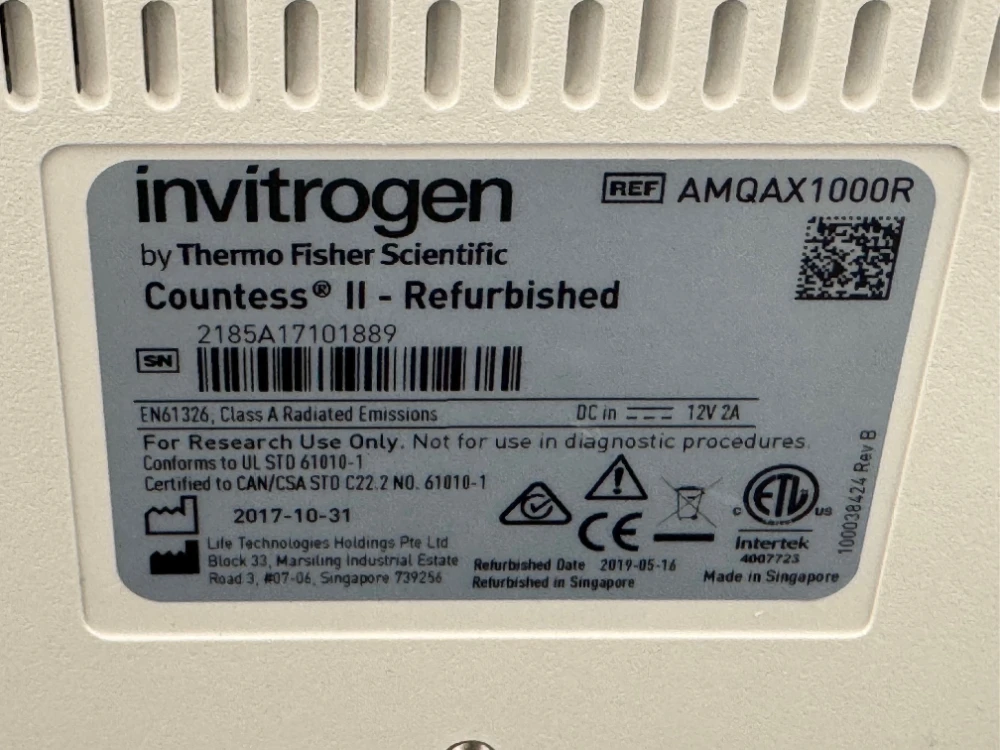 invitrogen
by Thermo Fisher Scientific
REF AMQAX1000R
Countess® II - Refurbished
2185A17101889
SN
EN61326, Class A Radiated Emissions DC in 12V 2A
For Research Use Only. Not for use in diagnostic procedures.
Conforms to UL STD 61010-1
Certified to CAN/CSA STD C22.2 NO. 61010-1
2017-10-31
Life Technologies Holdings Pte Ltd
Block 33, Marsiling Industrial Estate
Road 3, #07-06, Singapore 739256
CE
Refurbished Date 2019-05-16
Refurbished in Singapore
c ETL us
Intertek
4007723
Made in Singapore
100038424 Rev B